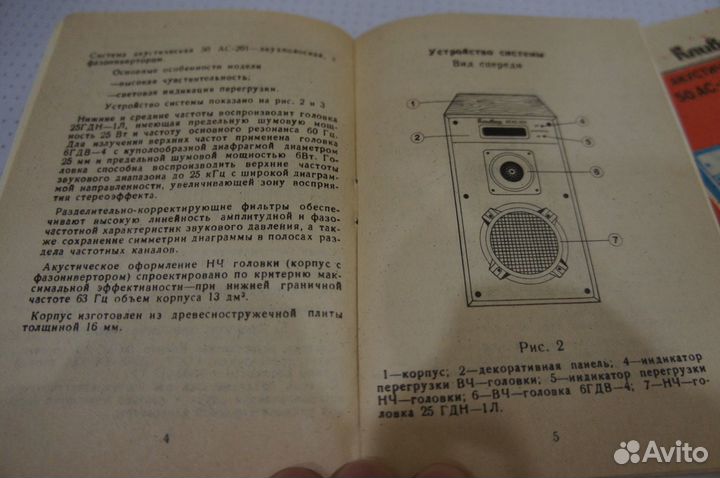 Система акустическая 50 АС-201—двухполосная, с
фазоинвертором.
Основные особенности модели
—высокая чувствительность;
—световая индикация перегрузки.
Устройство системы показано на рис. 2 и 3
Нижние и средние частоты воспроизводит головка
25ГДН—1Л, имеющая предельную шумовую мощ-
ность 25 Вт и частоту основного резонанса 60 Гц.
Для излучения верхних частот применена головка
6ГДВ—4 с куполообразной диафрагмой диаметром
25 мм и предельной шумовой мощностью 6Вт. Го-
ловка способна воспроизводить верхние частоты
звукового диапазона до 25 кГц с широкой диаграм-
мой направленности, увеличивающей зону восприя-
тия стереоэффекта.
Разделительно-корректирующие фильтры обеспе-
чивают высокую линейность амплитудной и фазо-
частотной характеристик звукового давления, а так-
же сохранение симметрии диаграммы в полосах раз-
дела частотных каналов.
Акустическое оформление НЧ головки (корпус с
фазоинвертором) спроектировано по критерию мак-
симальной эффективности—при нижней граничной
частоте 63 Гц объем корпуса 13 дм³.
Корпус изготовлен из древесностружечной плиты
толщиной 16 мм.
4
Устройство системы
Вид спереди
1
2
4
5
6
7
Рис. 2
1—корпус; 2—декоративная панель; 4—индикатор
перегрузки ВЧ—головки; 5—индикатор перегрузки
НЧ—головки; 6—ВЧ—головка 6ГДВ—4; 7—НЧ—го-
ловка 25 ГДН—1Л.
5
50 АС-
Avito